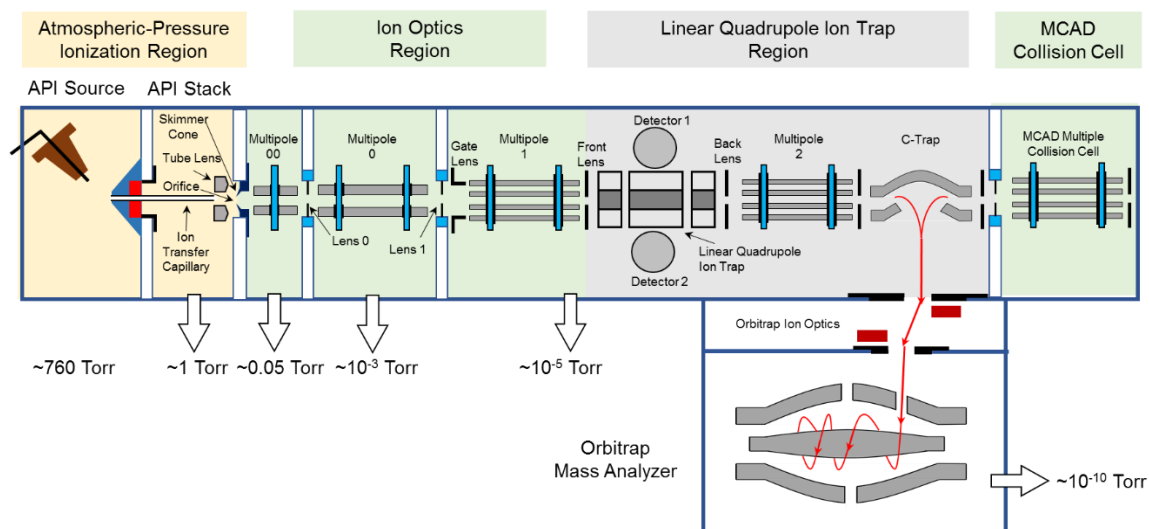 Atmospheric-Pressure
Ionization Region
Ion Optics
Region
Linear Quadrupole Ion Trap
Region
MCAD
Collision Cell
API Source
API Stack
Skimmer
Cone
Tube Lens
Orifice
Ion
Transfer
Capillary
Multipole
00
Lens 0
Multipole
0
Lens 1
Gate
Lens
Multipole
1
Front
Lens
Detector 1
Detector 2
Linear Quadrupole
Ion Trap
Back
Lens
Multipole
2
C-Trap
MCAD Multiple
Collision Cell
~760 Torr
~1 Torr
~0.05 Torr
~10⁻³ Torr
~10⁻⁵ Torr
Orbitrap Ion Optics
Orbitrap
Mass Analyzer
~10⁻¹⁰ Torr